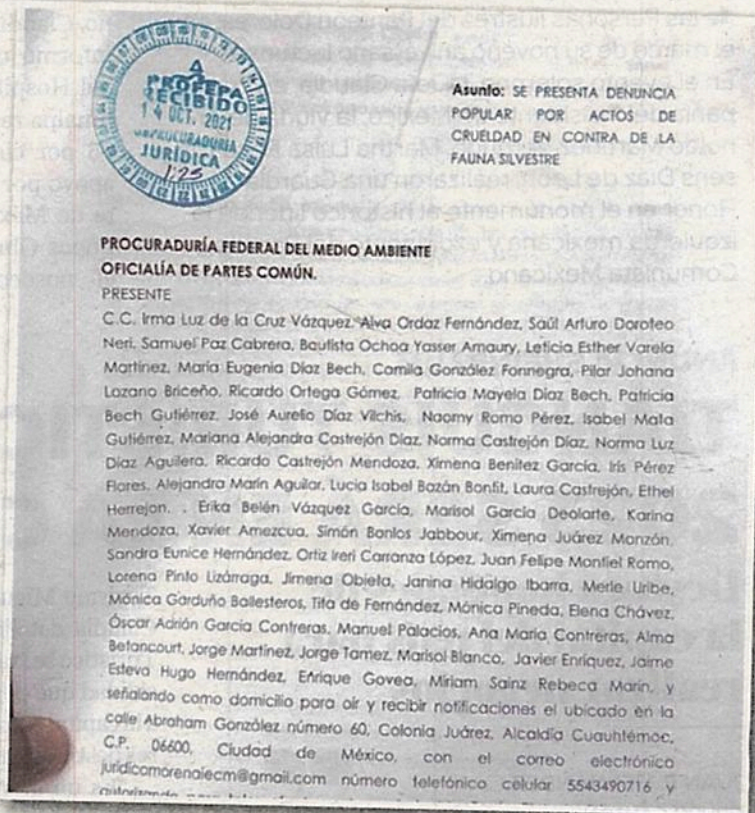 A
PROFEPA
RECIBIDO
14 OCT. 2021
SUBPROCURADURÍA
JURÍDICA
1:25
Asunto: SE PRESENTA DENUNCIA
POPULAR POR ACTOS DE
CRUELDAD EN CONTRA DE LA
FAUNA SILVESTRE
PROCURADURÍA FEDERAL DEL MEDIO AMBIENTE
OFICIALÍA DE PARTES COMÚN.
PRESENTE
C.C. Irma Luz de la Cruz Vázquez, Alva Ordaz Fernández, Saúl Arturo Doroteo
Neri, Samuel Paz Cabrera, Bautista Ochoa Yasser Amaury, Leticia Esther Varela
Martínez, María Eugenia Díaz Bech, Camila González Fonnegra, Pilar Johana
Lozano Briceño, Ricardo Ortega Gómez, Patricia Mayela Díaz Bech, Patricia
Bech Gutiérrez, José Aurelio Díaz Vilchis, Naomy Romo Pérez, Isabel Mata
Gutiérrez, Mariana Alejandra Castrejón Díaz, Norma Castrejón Díaz, Norma Luz
Díaz Aguilera, Ricardo Castrejón Mendoza, Ximena Benítez García, Iris Pérez
Flores, Alejandra Marín Aguilar, Lucia Isabel Bazán Bonfit, Laura Castrejón, Ethel
Herrejon, . Erika Belén Vázquez García, Marisol García Deolarte, Karina
Mendoza, Xavier Amezcua, Simón Bonlos Jabbour, Ximena Juárez Monzón,
Sandra Eunice Hernández, Ortiz Ireri Carranza López, Juan Felipe Montiel Romo,
Lorena Pinto Lizárraga, Jimena Obieta, Janina Hidalgo Ibarra, Merle Uribe,
Mónica Garduño Ballesteros, Tita de Fernández, Mónica Pineda, Elena Chávez,
Óscar Adrián García Contreras, Manuel Palacios, Ana María Contreras, Alma
Betancourt, Jorge Martínez, Jorge Tamez, Marisol Blanco, Javier Enríquez, Jaime
Esteva Hugo Hernández, Enrique Govea, Miriam Sainz Rebeca Marín, y
señalando como domicilio para oír y recibir notificaciones el ubicado en la
calle Abraham González número 60, Colonia Juárez, Alcaldía Cuauhtémoc,
C.P. 06600, Ciudad de México, con el correo electrónico
juridicomorenaiecm@gmail.com número telefónico celular 5543490716 y
autorizando para